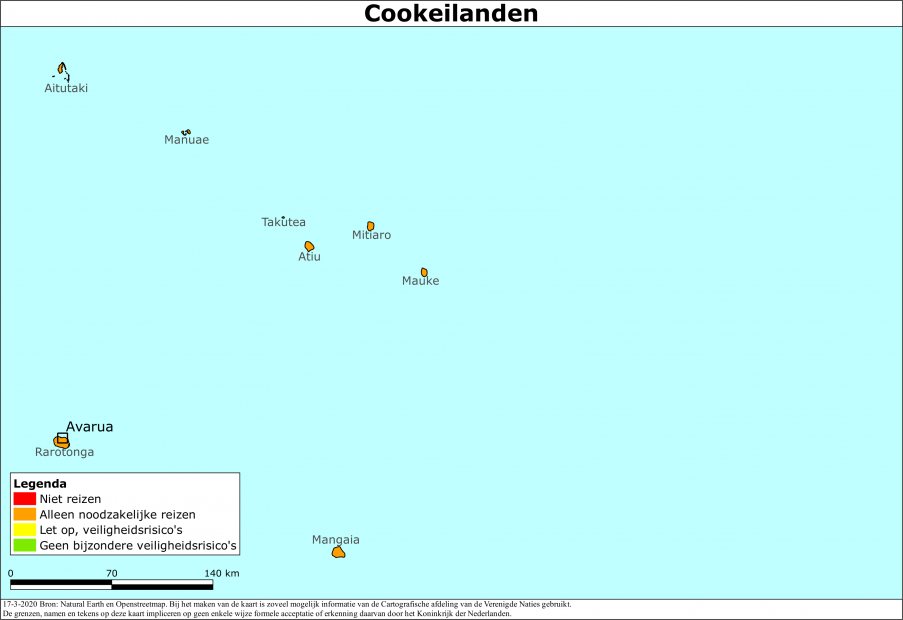 Cookeilanden
Aitutaki
Manuae
Takutea
Mitiaro
Atiu
Mauke
Avarua
Rarotonga
Legenda
Niet reizen
Alleen noodzakelijke reizen
Let op, veiligheidsrisico's
Geen bijzondere veiligheidsrisico's
Mangaia
0 70 140 km
17-3-2020 Bron: Natural Earth en Openstreetmap. Bij het maken van de kaart is zoveel mogelijk informatie van de Cartografische afdeling van de Verenigde Naties gebruikt.
De grenzen, namen en tekens op deze kaart impliceren op geen enkele wijze formele acceptatie of erkenning daarvan door het Koninkrijk der Nederlanden.